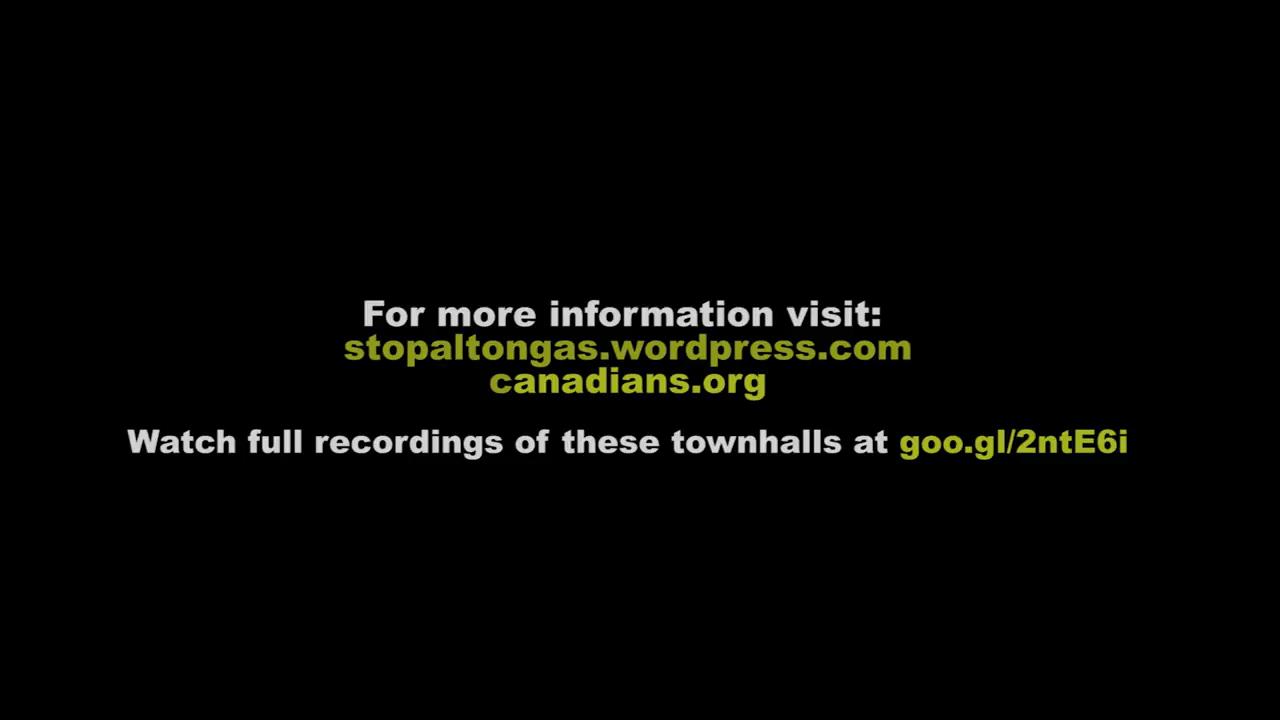 For more information visit:
stopaltongas.wordpress.com
canadians.org
Watch full recordings of these townhalls at goo.gl/2ntE6i